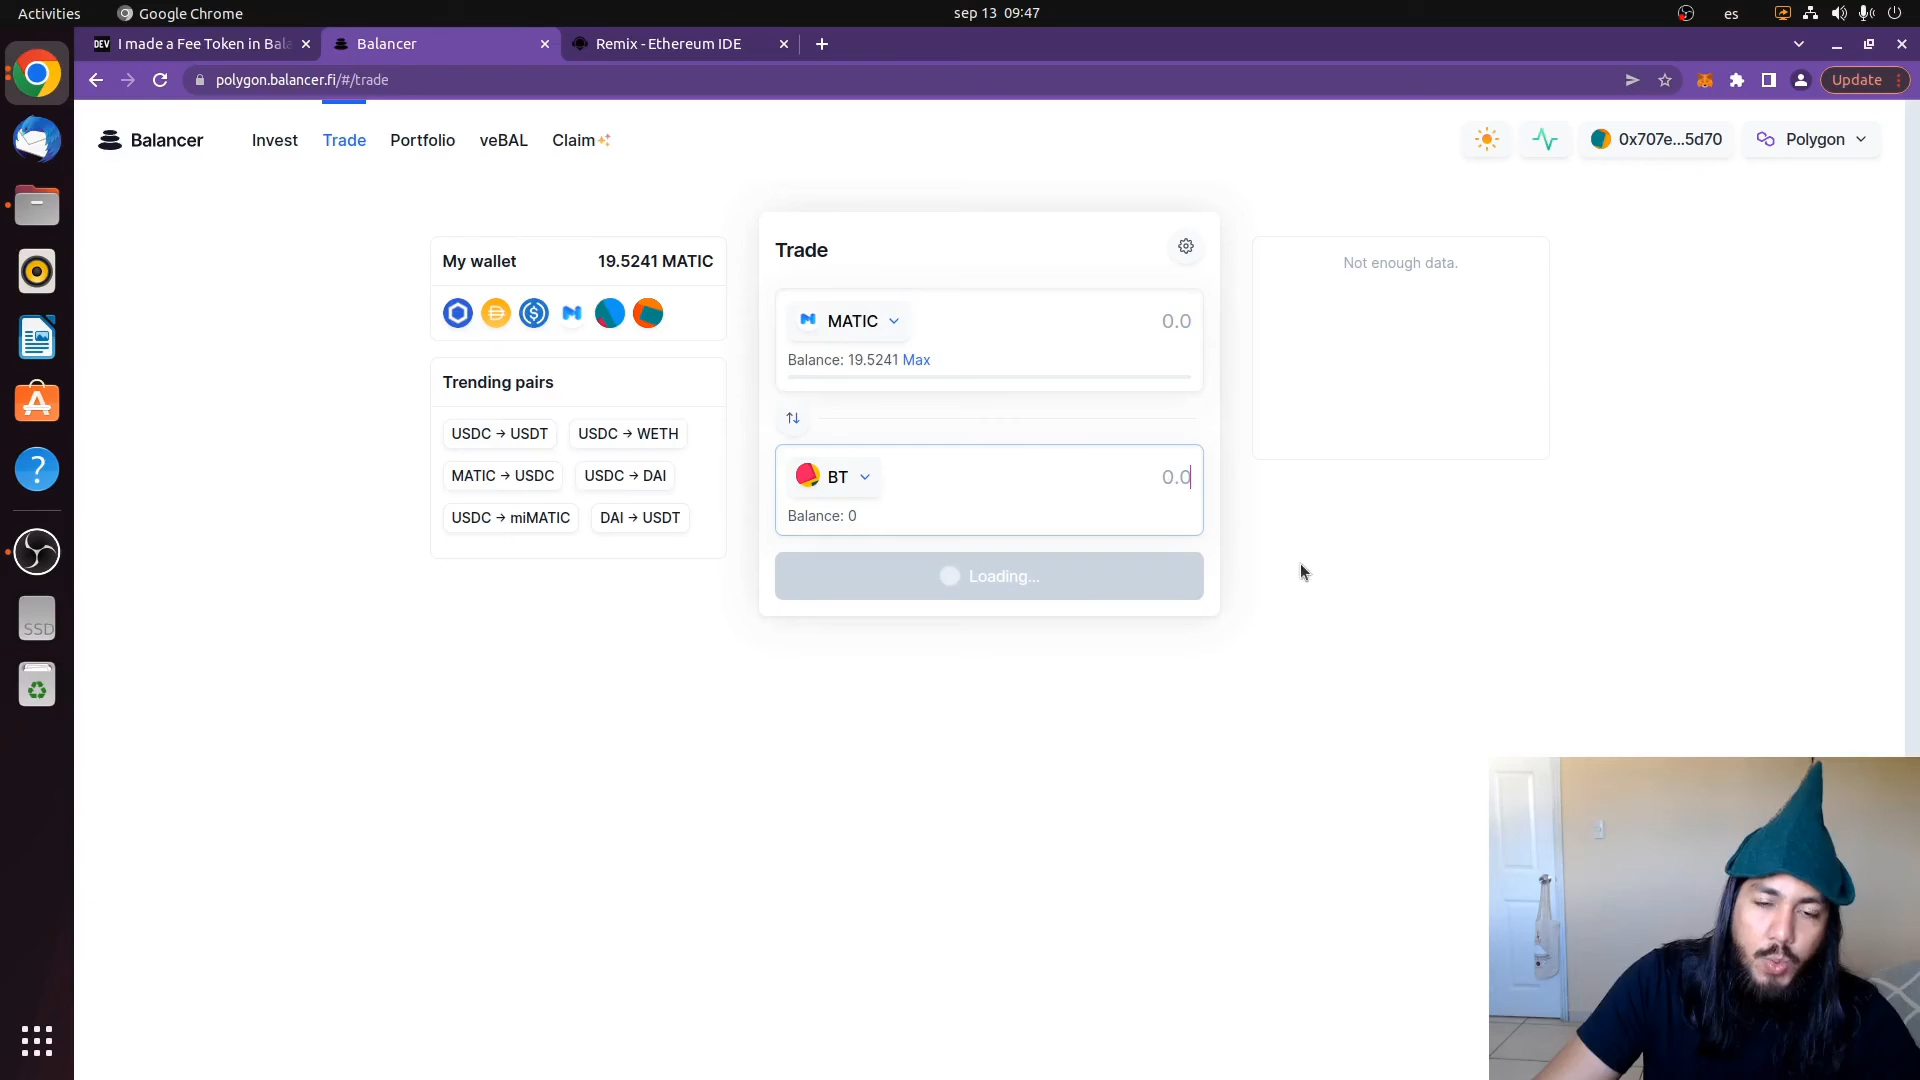 Activities
Google Chrome
sep 13 09:47
es
DEV
I made a Fee Token in Bala
Balancer
Remix - Ethereum IDE
polygon.balancer.fi/#/trade
Update
Balancer
Invest
Trade
Portfolio
veBAL
Claim
0x707e...5d70
Polygon
My wallet
19.5241 MATIC
Trending pairs
USDC → USDT
USDC → WETH
MATIC → USDC
USDC → DAI
USDC → miMATIC
DAI → USDT
Trade
MATIC
0.0
Balance: 19.5241 Max
BT
0.0
Balance: 0
Loading...
Not enough data.
SSD